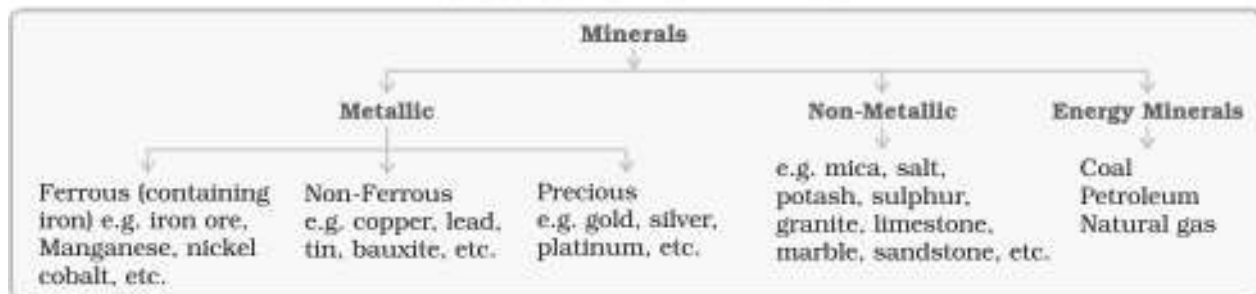 Minerals
Metallic
Non-Metallic
Energy Minerals
Ferrous (containing
iron) e.g. iron ore,
Manganese, nickel
cobalt, etc.
Non-Ferrous
e.g. copper, lead,
tin, bauxite, etc.
Precious
e.g. gold, silver,
platinum, etc.
e.g. mica, salt,
potash, sulphur,
granite, limestone,
marble, sandstone, etc.
Coal
Petroleum
Natural gas